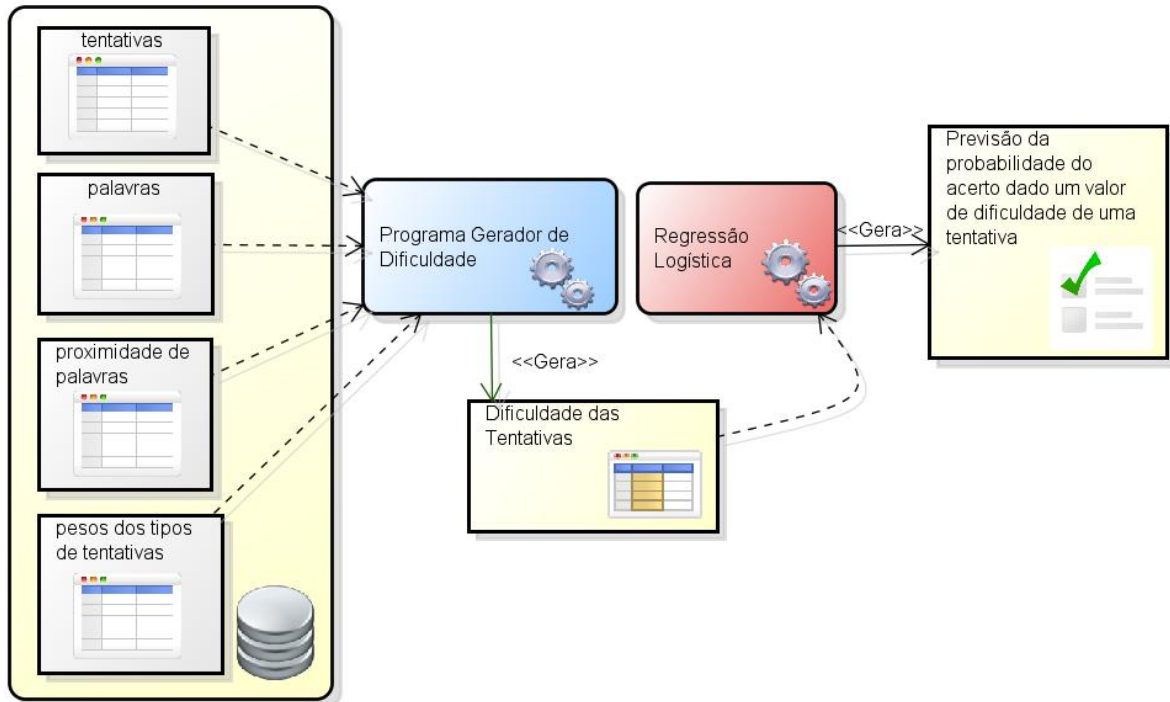 tentativas
palavras
proximidade de
palavras
pesos dos tipos
de tentativas
Programa Gerador de
Dificuldade
<<Gera>>
Dificuldade das
Tentativas
Regressão
Logística
<<Gera>>
Previsão da
probabilidade do
acerto dado um valor
de dificuldade de uma
tentativa